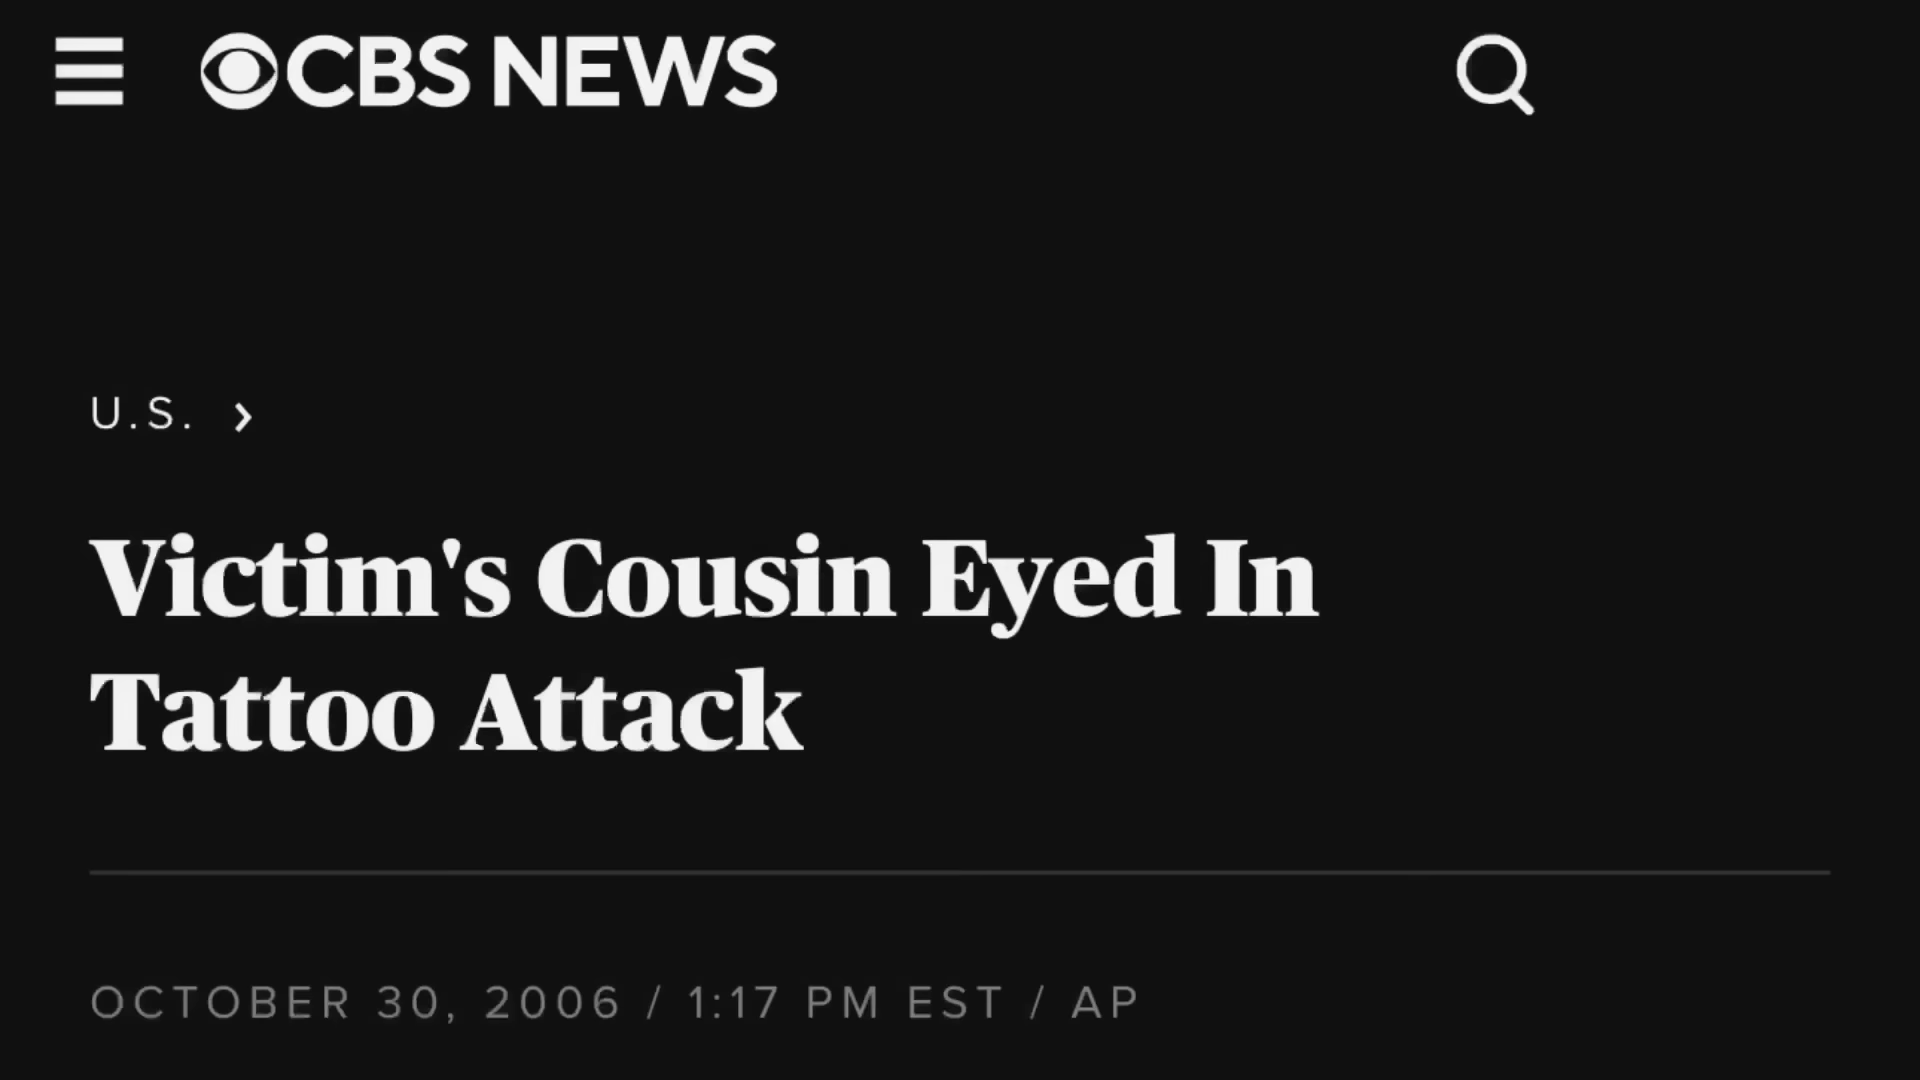 CBS NEWS
U.S. ›
Victim's Cousin Eyed In
Tattoo Attack
OCTOBER 30, 2006 / 1:17 PM EST / AP